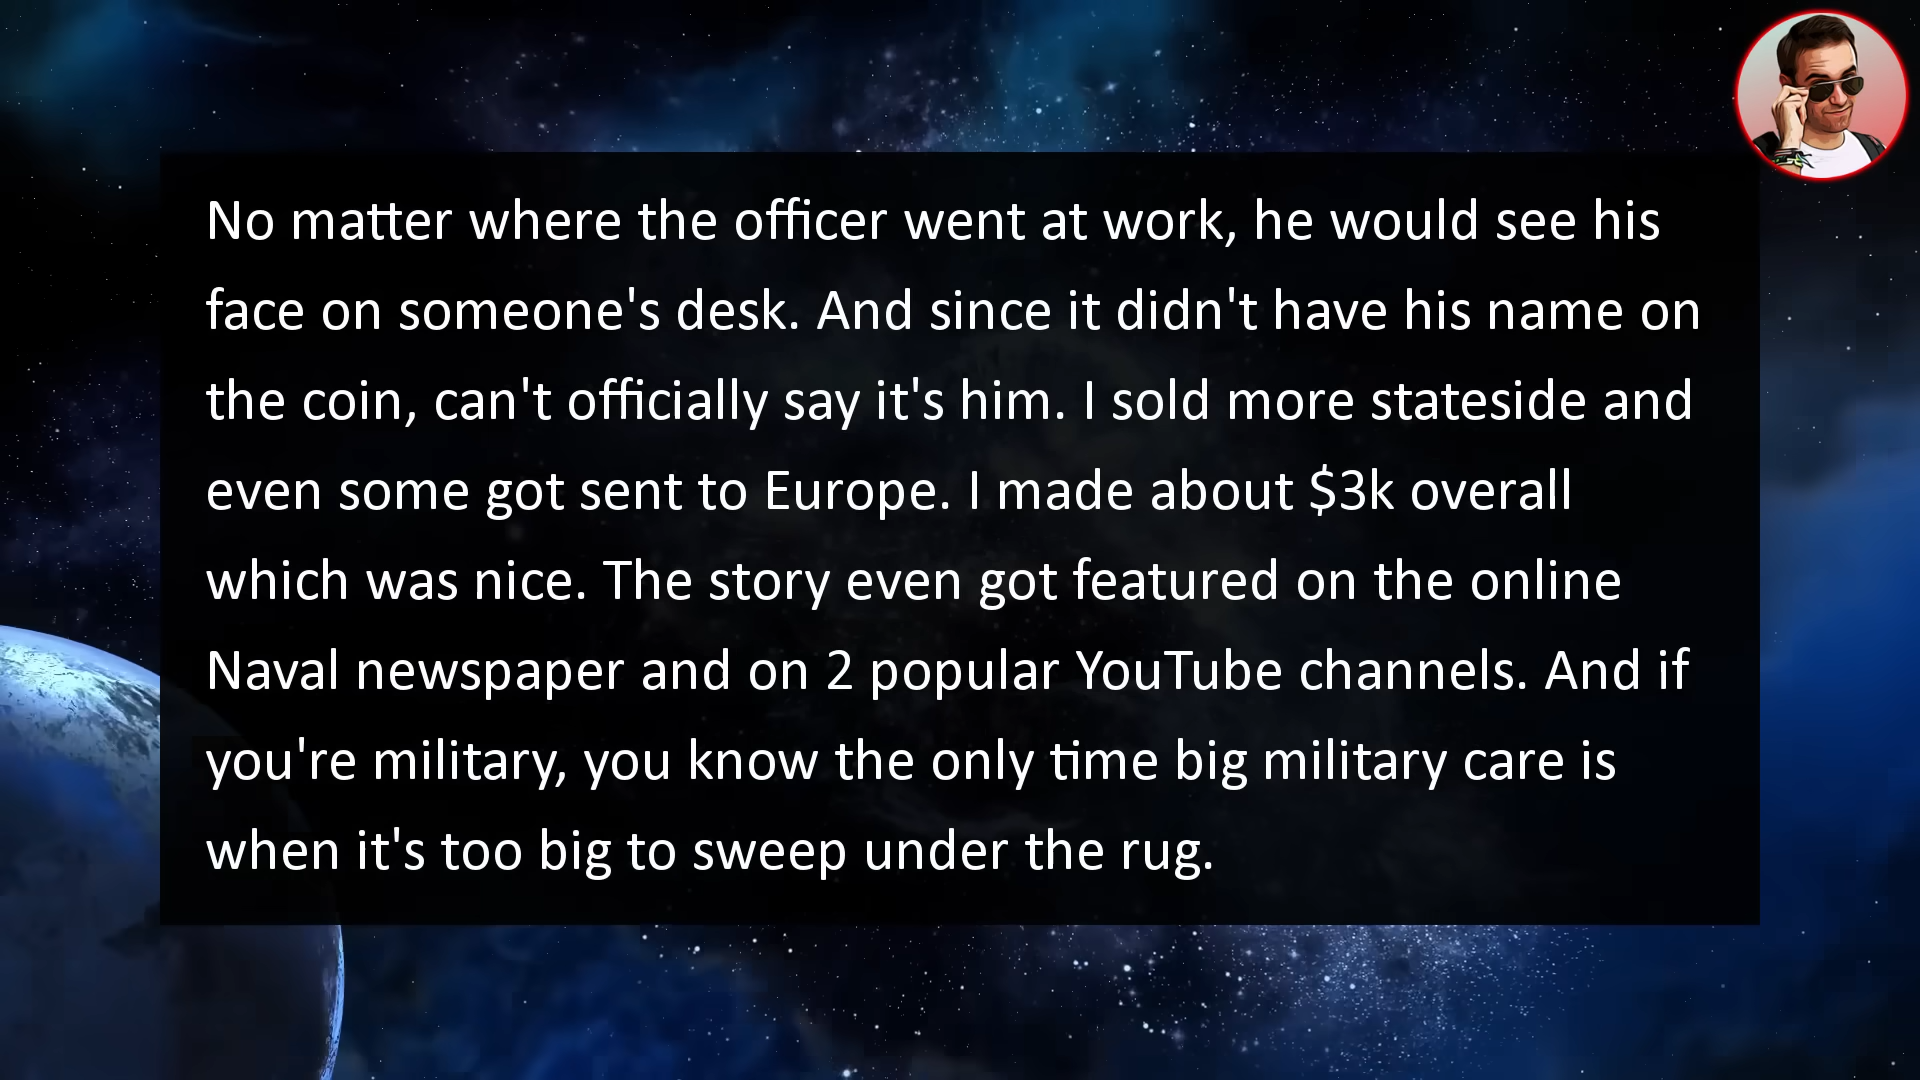 No matter where the officer went at work, he would see his
face on someone's desk. And since it didn't have his name on
the coin, can't officially say it's him. I sold more stateside and
even some got sent to Europe. I made about $3k overall
which was nice. The story even got featured on the online
Naval newspaper and on 2 popular YouTube channels. And if
you're military, you know the only time big military care is
when it's too big to sweep under the rug.